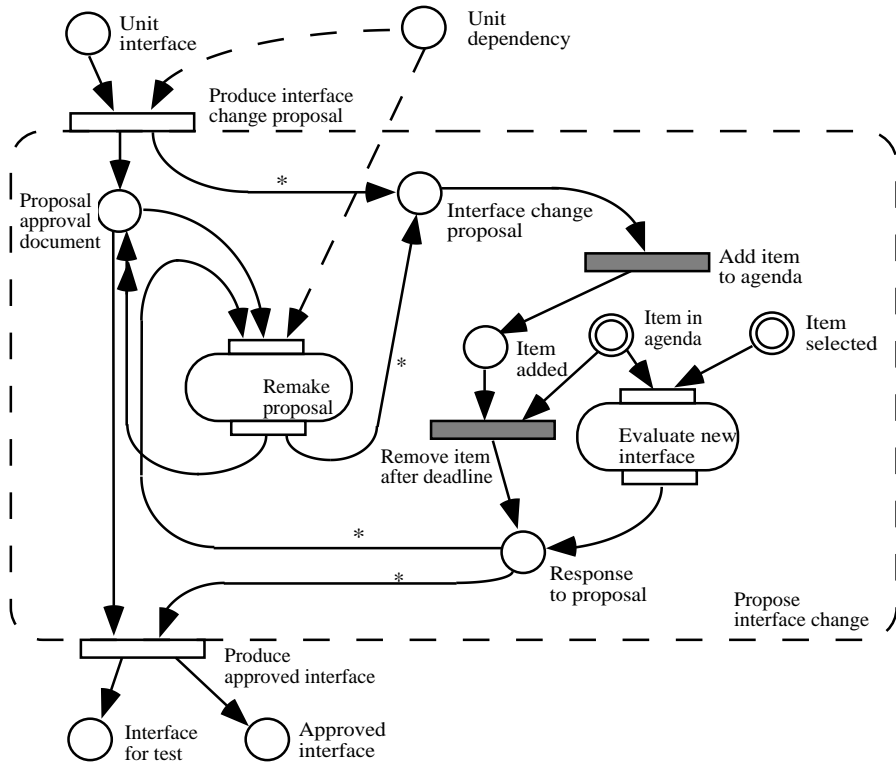 Unit
interface
Unit
dependency
Produce interface
change proposal
*
Proposal
approval
document
Interface change
proposal
Add item
to agenda
Item
added
Item in
agenda
Item
selected
*
Remake
proposal
Remove item
after deadline
Evaluate new
interface
*
*
Response
to proposal
Propose
interface change
Produce
approved interface
Interface
for test
Approved
interface